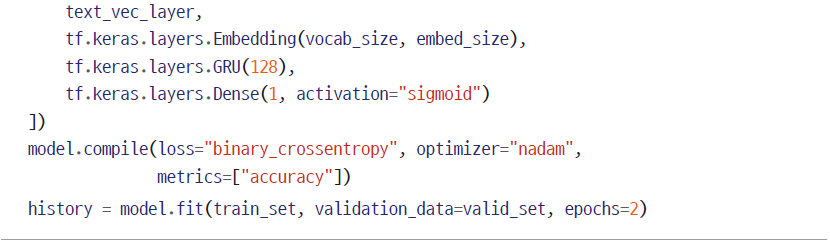 text_vec_layer,
tf.keras.layers.Embedding(vocab_size, embed_size),
tf.keras.layers.GRU(128),
tf.keras.layers.Dense(1, activation="sigmoid")
])
model.compile(loss="binary_crossentropy", optimizer="nadam",
metrics=["accuracy"])
history = model.fit(train_set, validation_data=valid_set, epochs=2)